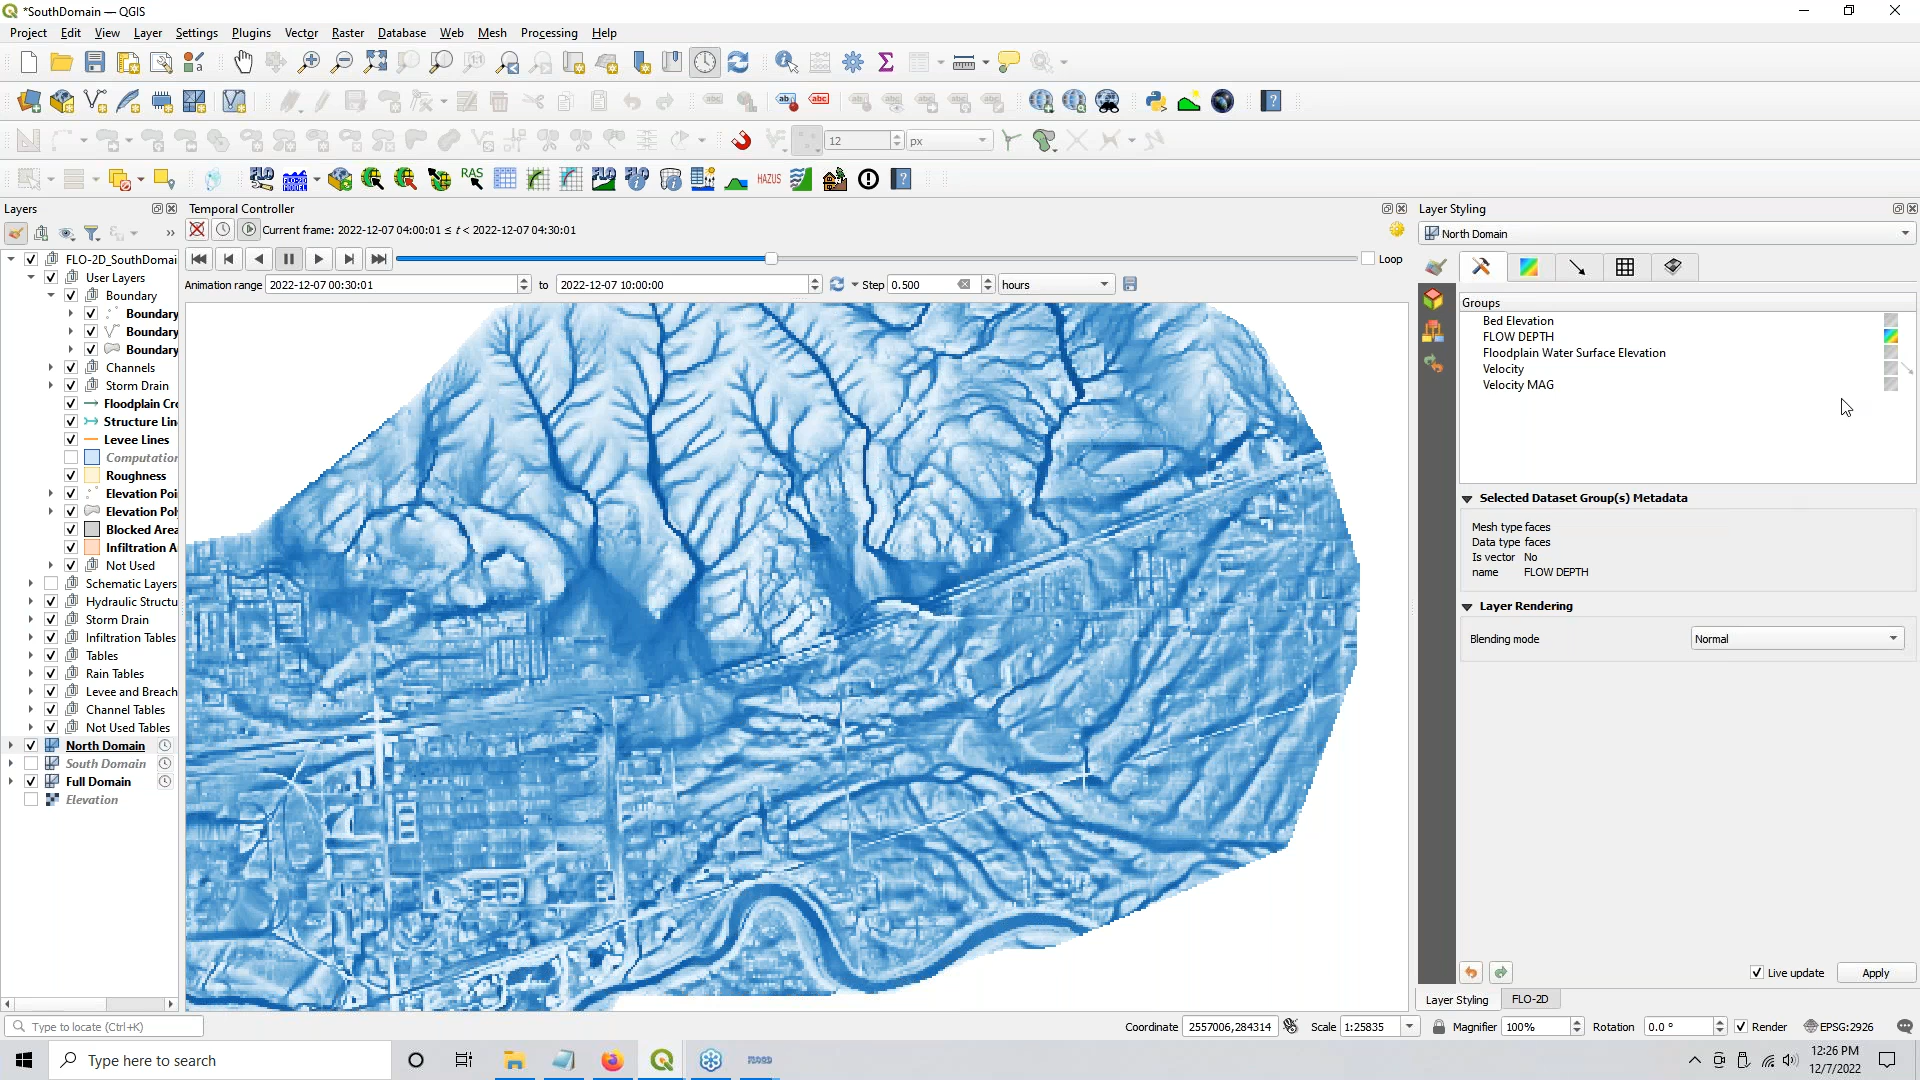 *SouthDomain — QGIS
Project Edit View Layer Settings Plugins Vector Raster Database Web Mesh Processing Help
abc abc
12 px
FLO MODEL RAS FLO HAZUS
Layers
FLO-2D_SouthDomai
User Layers
Boundary
Boundary
Boundary
Boundary
Channels
Storm Drain
Floodplain Cr
Structure Lin
Levee Lines
Computation
Roughness
Elevation Poi
Elevation Pol
Blocked Area
Infiltration A
Not Used
Schematic Layers
Hydraulic Structu
Storm Drain
Infiltration Tables
Tables
Rain Tables
Levee and Breach
Channel Tables
Not Used Tables
North Domain
South Domain
Full Domain
Elevation
Temporal Controller
Current frame: 2022-12-07 04:00:01 ≤ t < 2022-12-07 04:30:01
Loop
Animation range 2022-12-07 00:30:01 to 2022-12-07 10:00:00 Step 0.500 hours
Layer Styling
North Domain
Groups
Bed Elevation
FLOW DEPTH
Floodplain Water Surface Elevation
Velocity
Velocity MAG
Selected Dataset Group(s) Metadata
Mesh type faces
Data type faces
Is vector No
name FLOW DEPTH
Layer Rendering
Blending mode Normal
Live update Apply
Layer Styling FLO-2D
Type to locate (Ctrl+K) Coordinate 2557006,284314 Scale 1:25835 Magnifier 100% Rotation 0.0 ° Render EPSG:2926
Type here to search
FLOOD
12:26 PM
12/7/2022